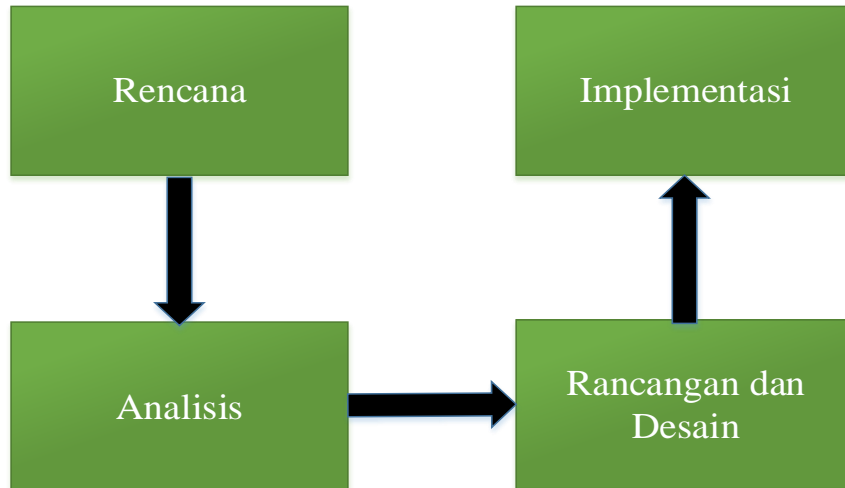 Rencana
Implementasi
Analisis
Rancangan dan
Desain